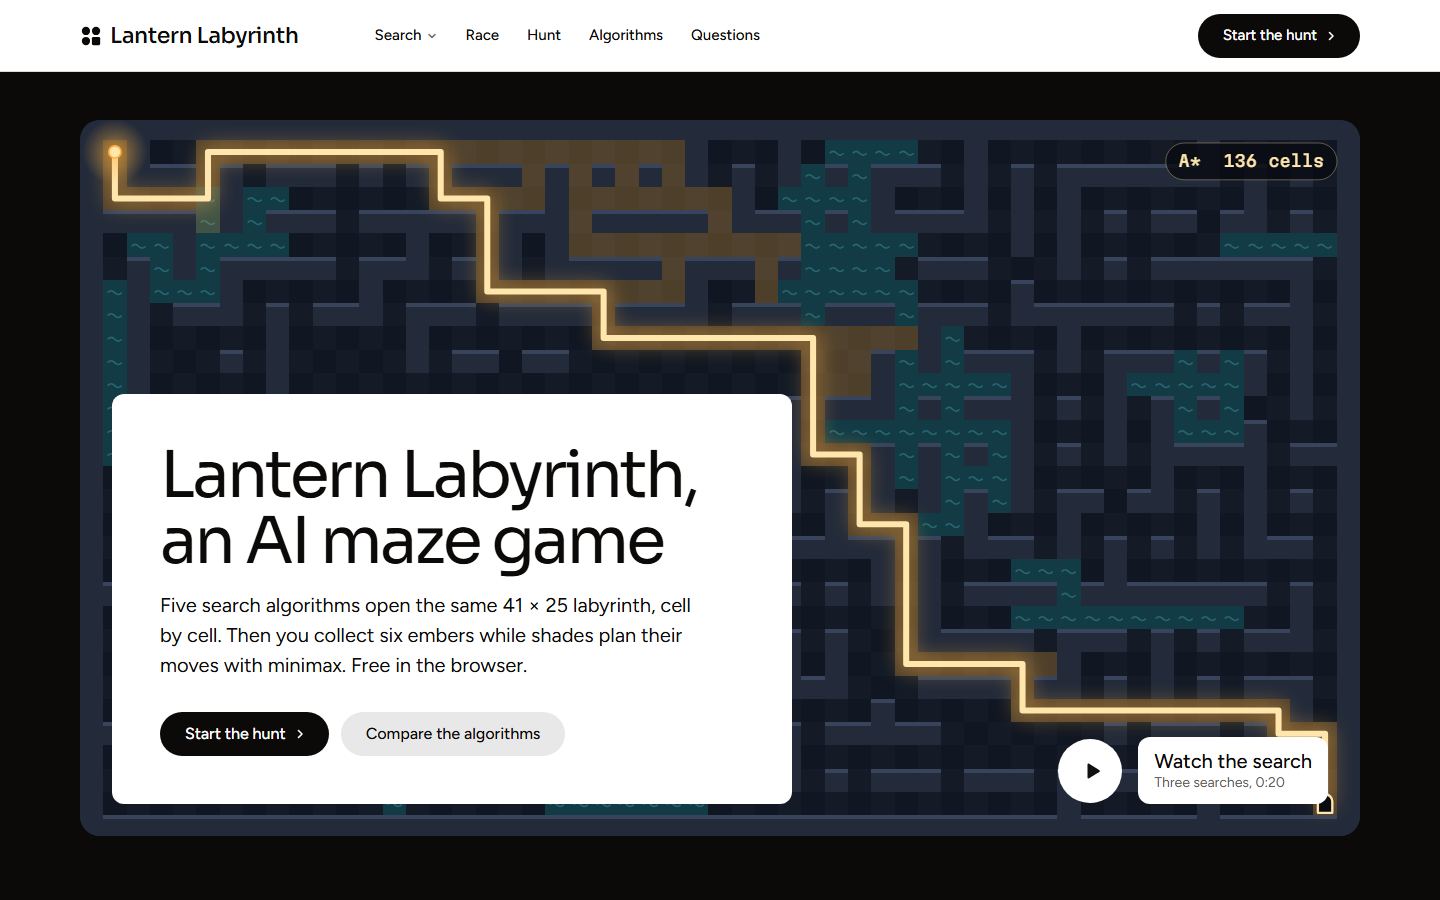 Lantern Labyrinth
Search
Race
Hunt
Algorithms
Questions
Start the hunt
A* 136 cells
Lantern Labyrinth,
an AI maze game
Five search algorithms open the same 41 × 25 labyrinth, cell
by cell. Then you collect six embers while shades plan their
moves with minimax. Free in the browser.
Start the hunt
Compare the algorithms
Watch the search
Three searches, 0:20